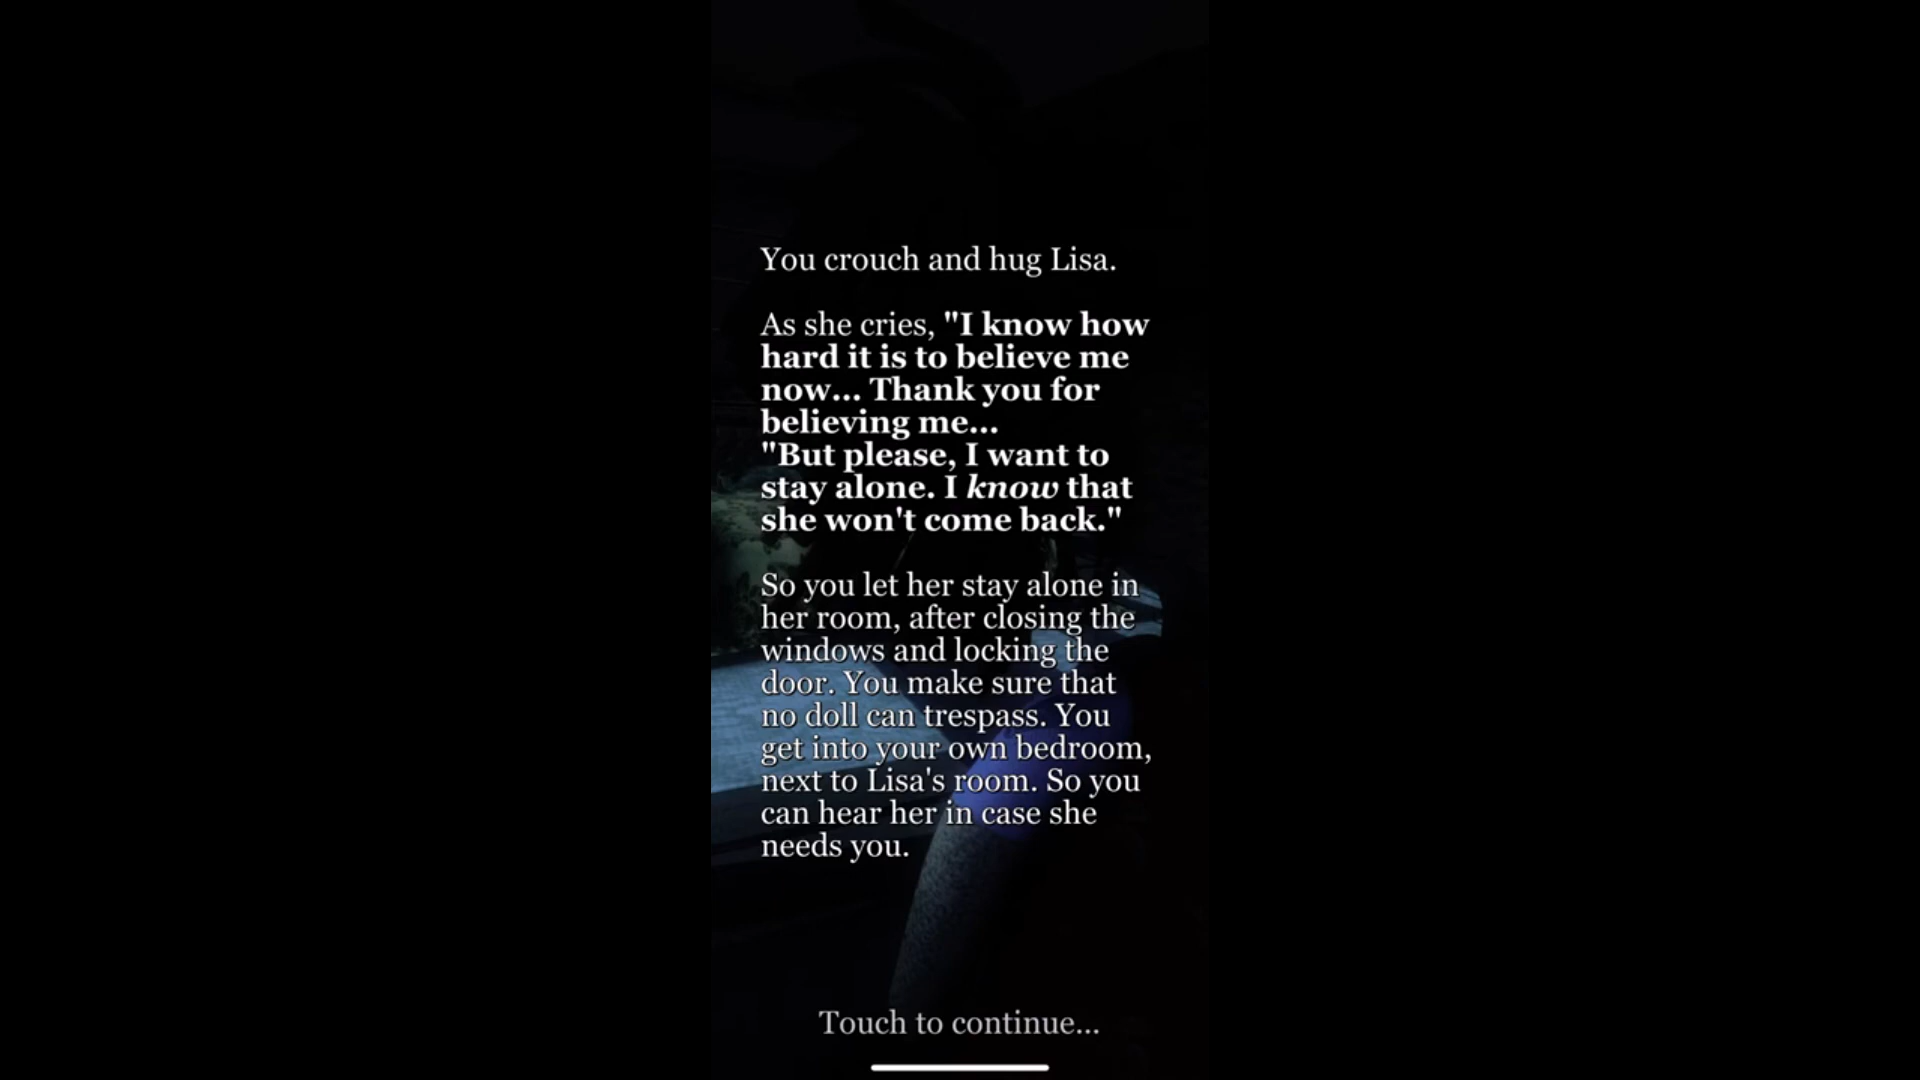 You crouch and hug Lisa.
As she cries, "I know how
hard it is to believe me
now... Thank you for
believing me...
"But please, I want to
stay alone. I know that
she won't come back."
So you let her stay alone in
her room, after closing the
windows and locking the
door. You make sure that
no doll can trespass. You
get into your own bedroom,
next to Lisa's room. So you
can hear her in case she
needs you.
Touch to continue...